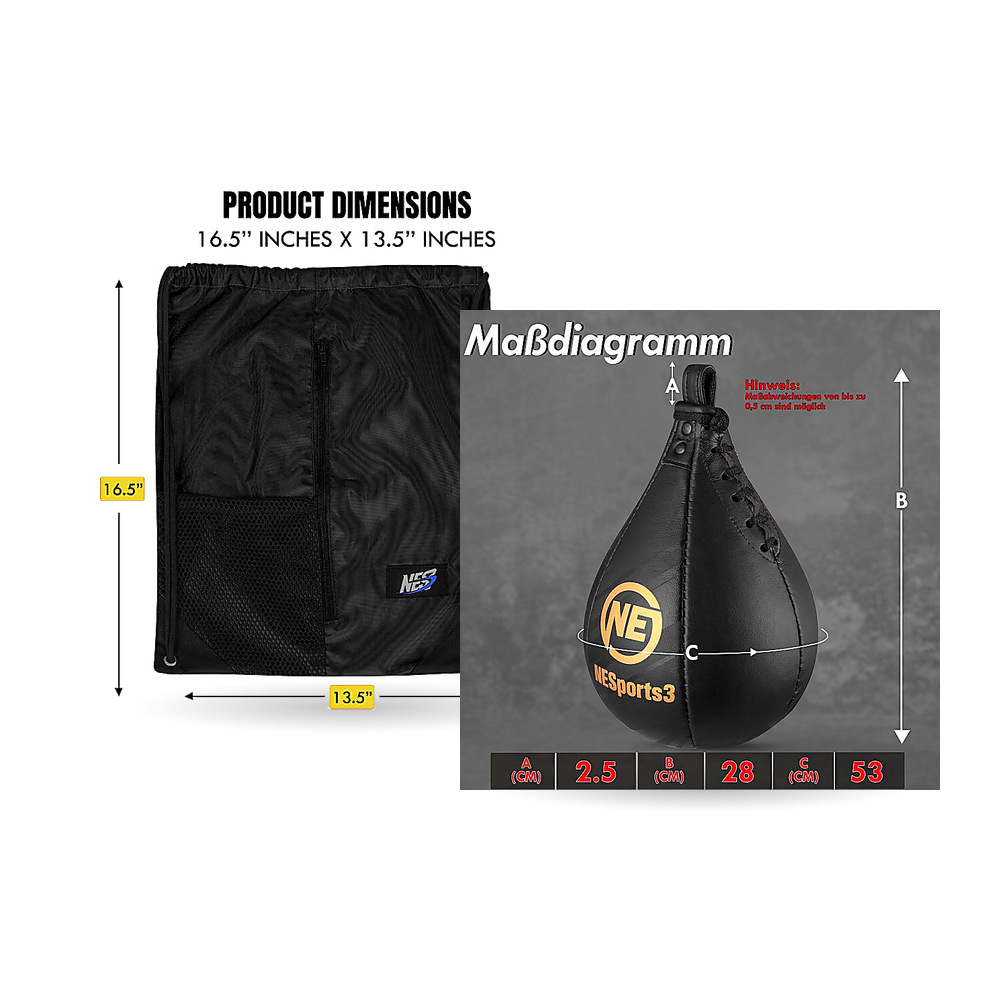 PRODUCT DIMENSIONS
16.5” INCHES X 13.5” INCHES
16.5”
13.5”
NES3
Maßdiagramm
A
Hinweis:
Maßabweichungen von bis zu
0,5 cm sind möglich
B
NE
C
NESports3
A (CM) 2.5 B (CM) 28 C (CM) 53